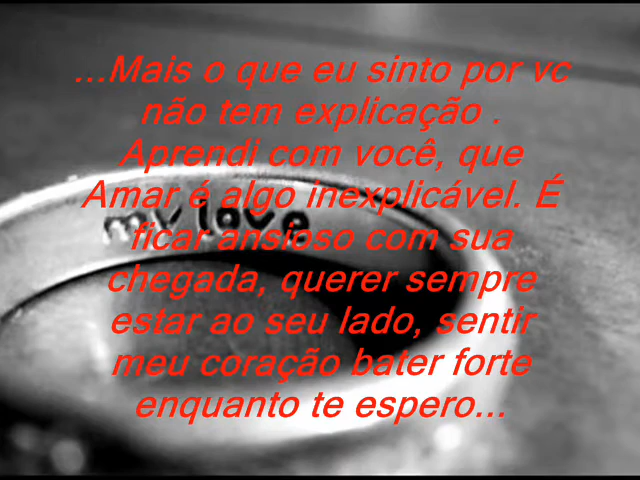 ...Mais o que eu sinto por vc
não tem explicação .
Aprendi com você, que
Amar é algo inexplicável. É
ficar ansioso com sua
chegada, querer sempre
estar ao seu lado, sentir
meu coração bater forte
enquanto te espero...
my love